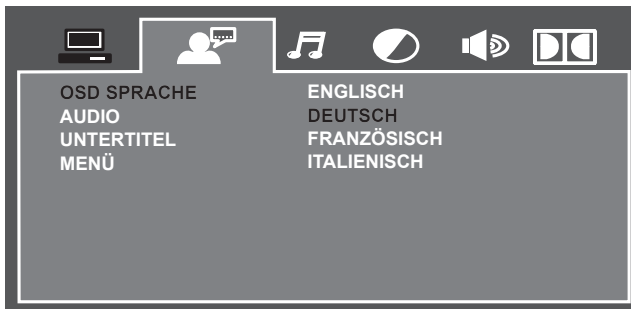 OSD SPRACHE
AUDIO
UNTERTITEL
MENÜ
ENGLISCH
DEUTSCH
FRANZÖSISCH
ITALIENISCH